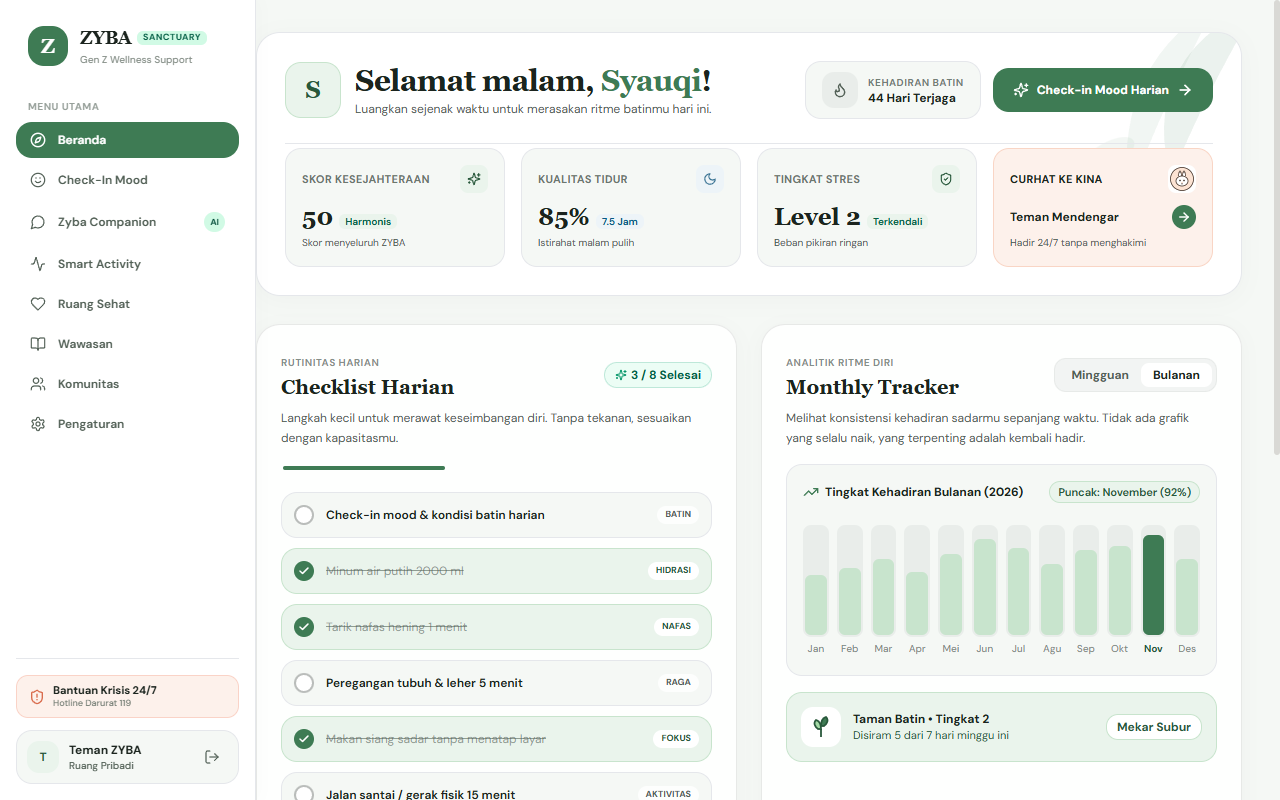 Z
ZYBA SANCTUARY
Gen Z Wellness Support
MENU UTAMA
Beranda
Check-In Mood
Zyba Companion AI
Smart Activity
Ruang Sehat
Wawasan
Komunitas
Pengaturan
Bantuan Krisis 24/7
Hotline Darurat 119
T
Teman ZYBA
Ruang Pribadi
S
Selamat malam, Syauqi!
Luangkan sejenak waktu untuk merasakan ritme batinmu hari ini.
KEHADIRAN BATIN
44 Hari Terjaga
Check-in Mood Harian
SKOR KESEJAHTERAAN
50 Harmonis
Skor menyeluruh ZYBA
KUALITAS TIDUR
85% 7.5 Jam
Istirahat malam pulih
TINGKAT STRES
Level 2 Terkendali
Beban pikiran ringan
CURHAT KE KINA
Teman Mendengar
Hadir 24/7 tanpa menghakimi
RUTINITAS HARIAN
Checklist Harian
3 / 8 Selesai
Langkah kecil untuk merawat keseimbangan diri. Tanpa tekanan, sesuaikan
dengan kapasitasmu.
Check-in mood & kondisi batin harian BATIN
Minum air putih 2000 ml HIDRASI
Tarik nafas hening 1 menit NAFAS
Peregangan tubuh & leher 5 menit RAGA
Makan siang sadar tanpa menatap layar FOKUS
Jalan santai / gerak fisik 15 menit AKTIVITAS
ANALITIK RITME DIRI
Monthly Tracker
Mingguan Bulanan
Melihat konsistensi kehadiran sadarmu sepanjang waktu. Tidak ada grafik
yang selalu naik, yang terpenting adalah kembali hadir.
Tingkat Kehadiran Bulanan (2026) Puncak: November (92%)
Jan Feb Mar Apr Mei Jun Jul Agu Sep Okt Nov Des
Taman Batin • Tingkat 2
Disiram 5 dari 7 hari minggu ini
Mekar Subur